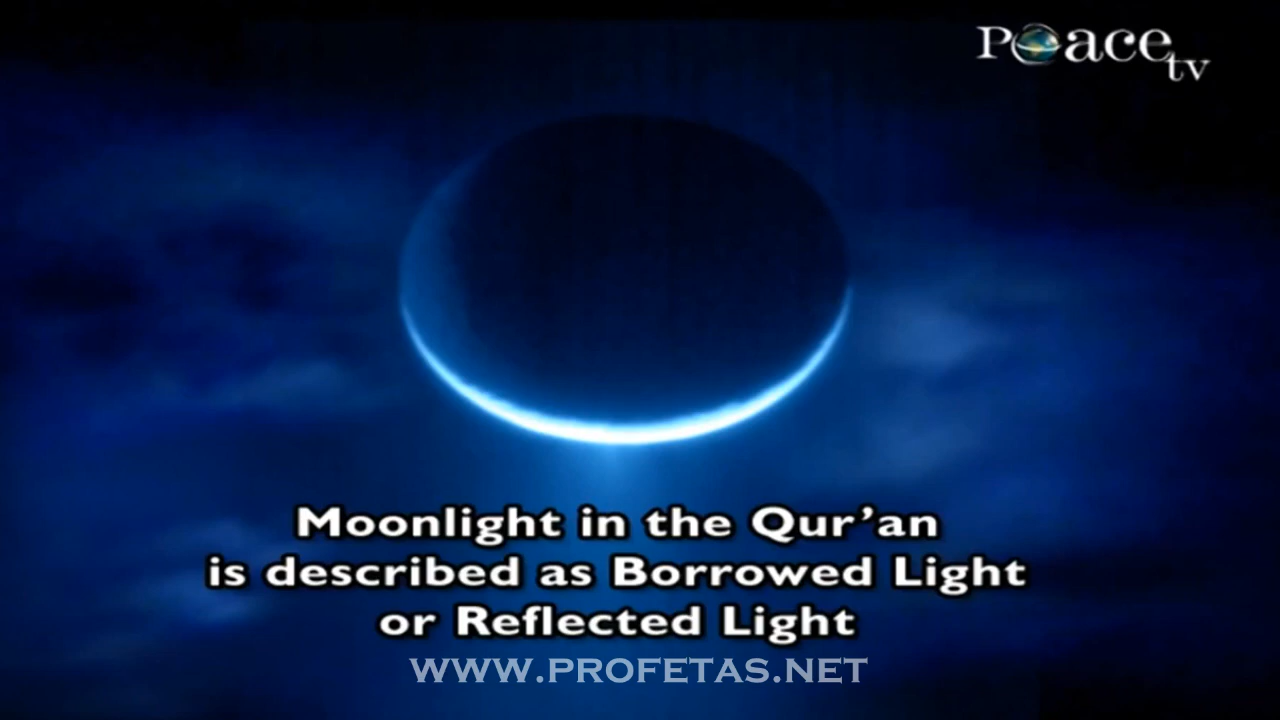 Peace
tv
Moonlight in the Qur'an
is described as Borrowed Light
or Reflected Light
WWW.PROFETAS.NET